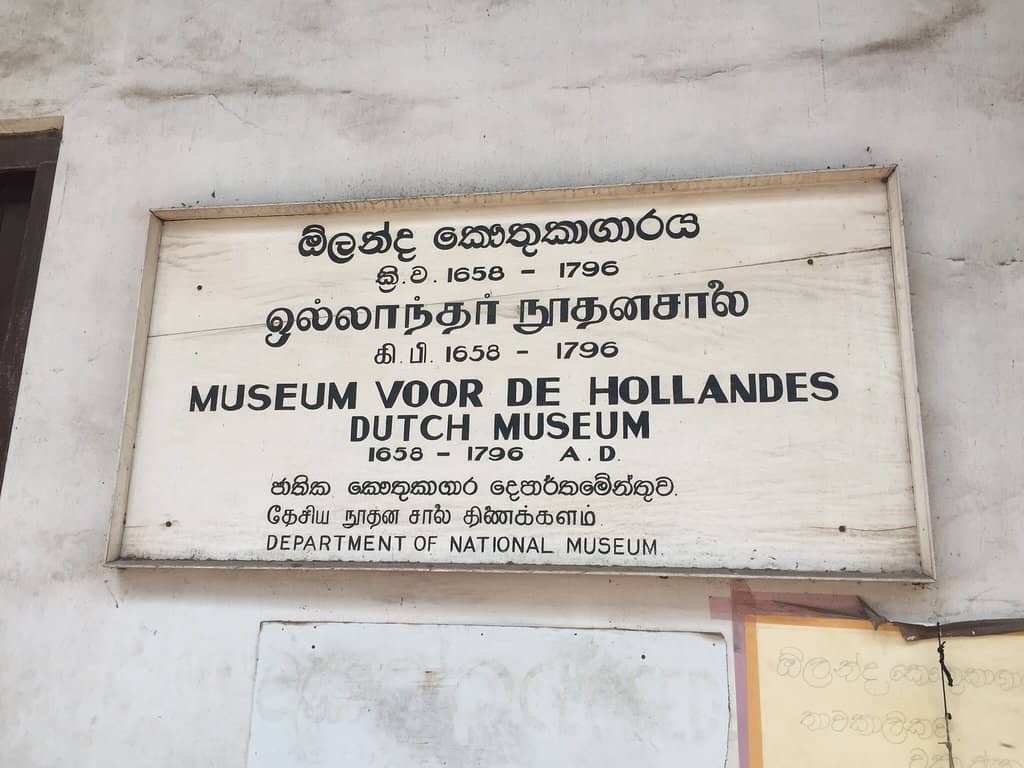 ඕලන්ද කෞතුකාගාරය
ක්‍රි.ව. 1658 - 1796
ஒல்லாந்தர் நூதனசாலை
கி.பி. 1658 - 1796
MUSEUM VOOR DE HOLLANDES
DUTCH MUSEUM
1658 - 1796 A.D.
ජාතික කෞතුකාගාර දෙපාර්තමේන්තුව.
தேசிய நூதன சாலை திணைக்களம்.
DEPARTMENT OF NATIONAL MUSEUM.
ඕලන්ද